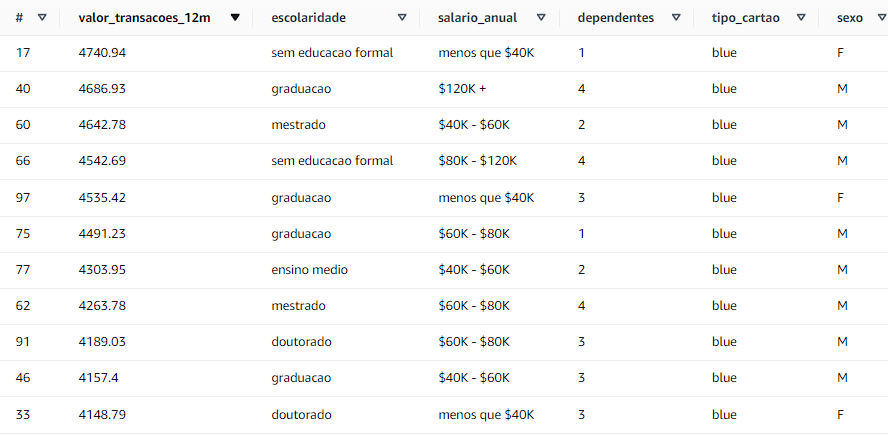 # valor_transacoes_12m escolaridade salario_anual dependentes tipo_cartao sexo
17 4740.94 sem educacao formal menos que $40K 1 blue F
40 4686.93 graduacao $120K + 4 blue M
60 4642.78 mestrado $40K - $60K 2 blue M
66 4542.69 sem educacao formal $80K - $120K 4 blue M
97 4535.42 graduacao menos que $40K 3 blue F
75 4491.23 graduacao $60K - $80K 1 blue M
77 4303.95 ensino medio $40K - $60K 2 blue M
62 4263.78 mestrado $60K - $80K 4 blue M
91 4189.03 doutorado $60K - $80K 3 blue M
46 4157.4 graduacao $40K - $60K 3 blue M
33 4148.79 doutorado menos que $40K 3 blue F